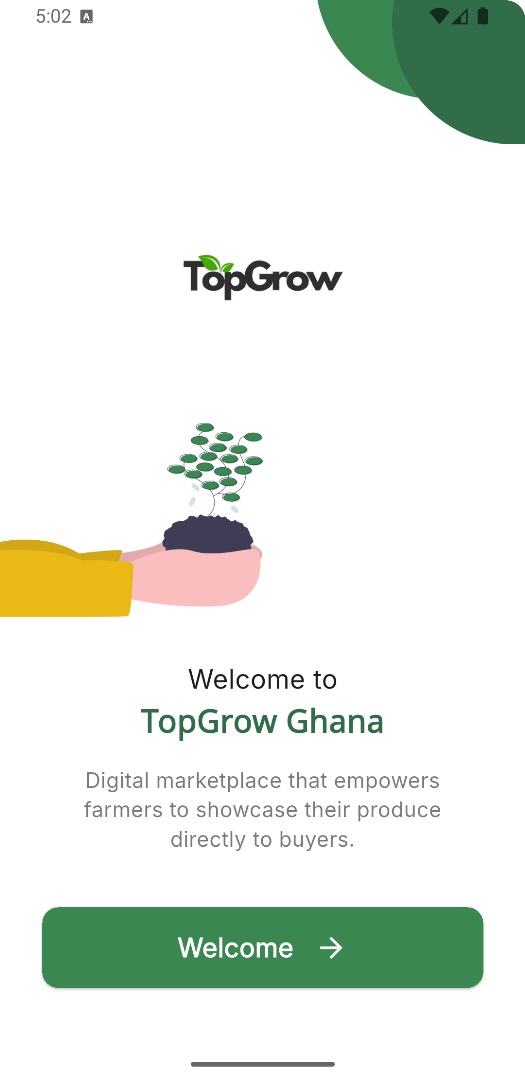 5:02 A
TopGrow
Welcome to
TopGrow Ghana
Digital marketplace that empowers
farmers to showcase their produce
directly to buyers.
Welcome →